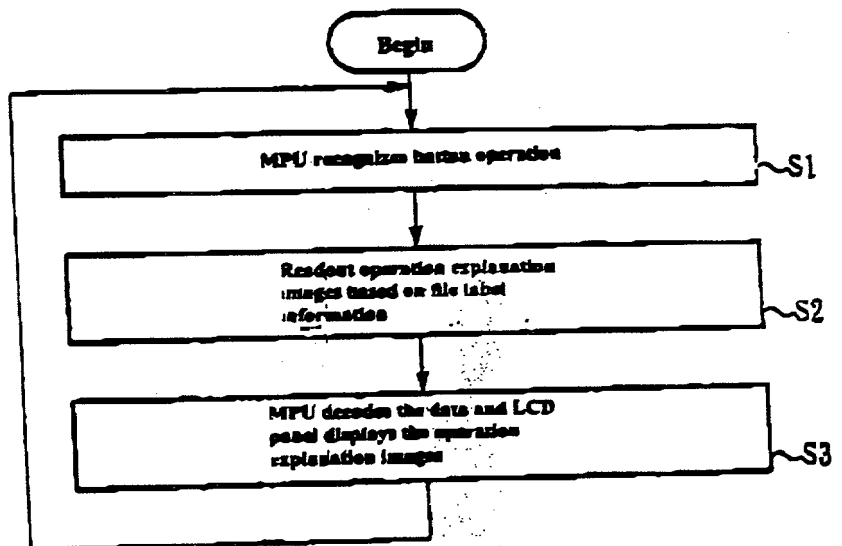 Begin
MPU recognizes button operation
S1
Readout operation explanation
images based on file label
information
S2
MPU decodes the data and LCD
panel displays the operation
explanation images
S3